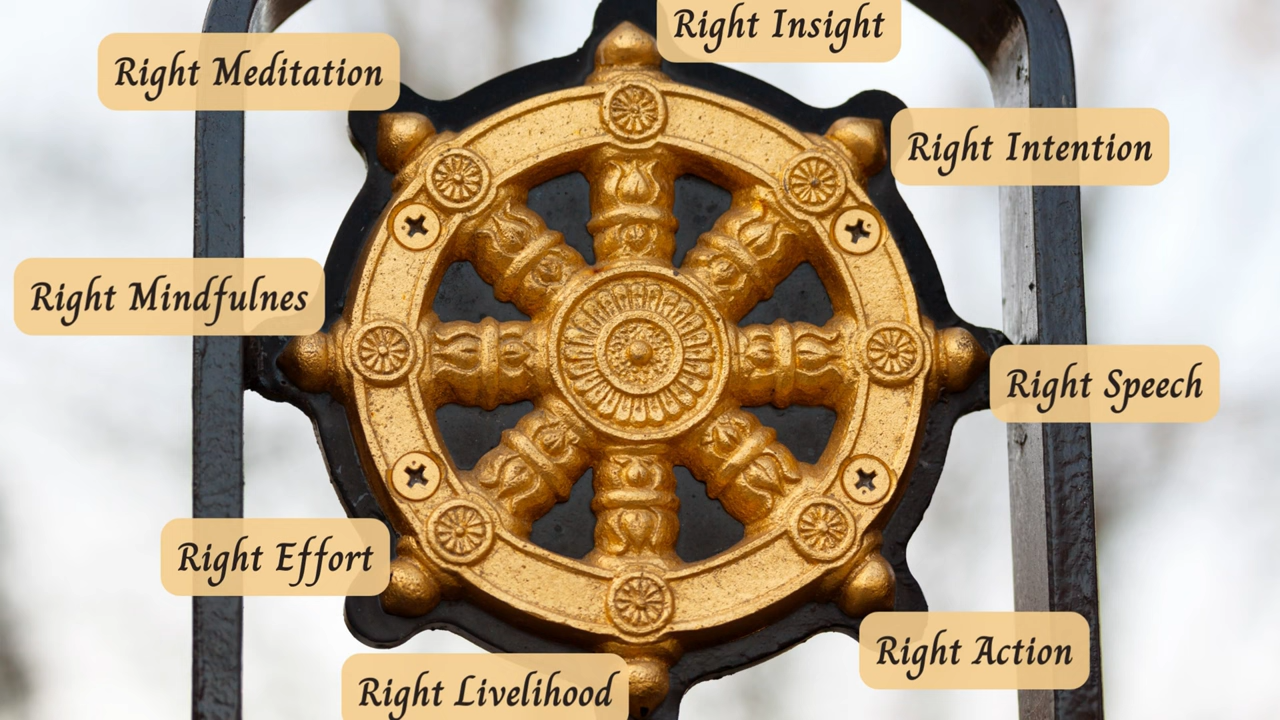 Right Insight
Right Meditation
Right Intention
Right Mindfulnes
Right Speech
Right Effort
Right Action
Right Livelihood